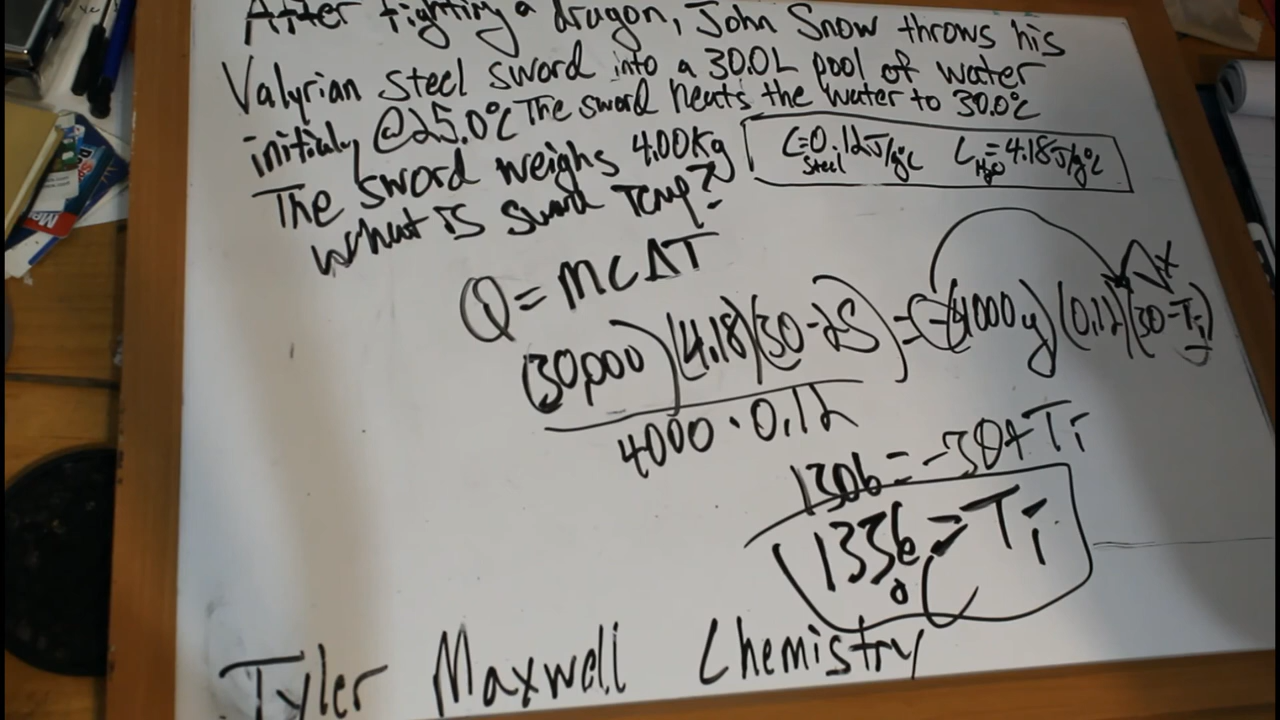 After fighting a dragon, John Snow throws his
Valyrian steel sword into a 30.0L pool of water
initialy @25.0°C The sword heats the water to 30.0°C
The sword weighs 4.00Kg
C steel = 0.12J/g°C C H₂O = 4.18J/g°C
What is sword Temp?
Q = mCΔT
(30,000)(4.18)(30-25) = -(4000g)(0.12)(30-Ti)
4000 · 0.12
1306 = -30+Ti
1336°C = Ti
Tyler Maxwell Chemistry